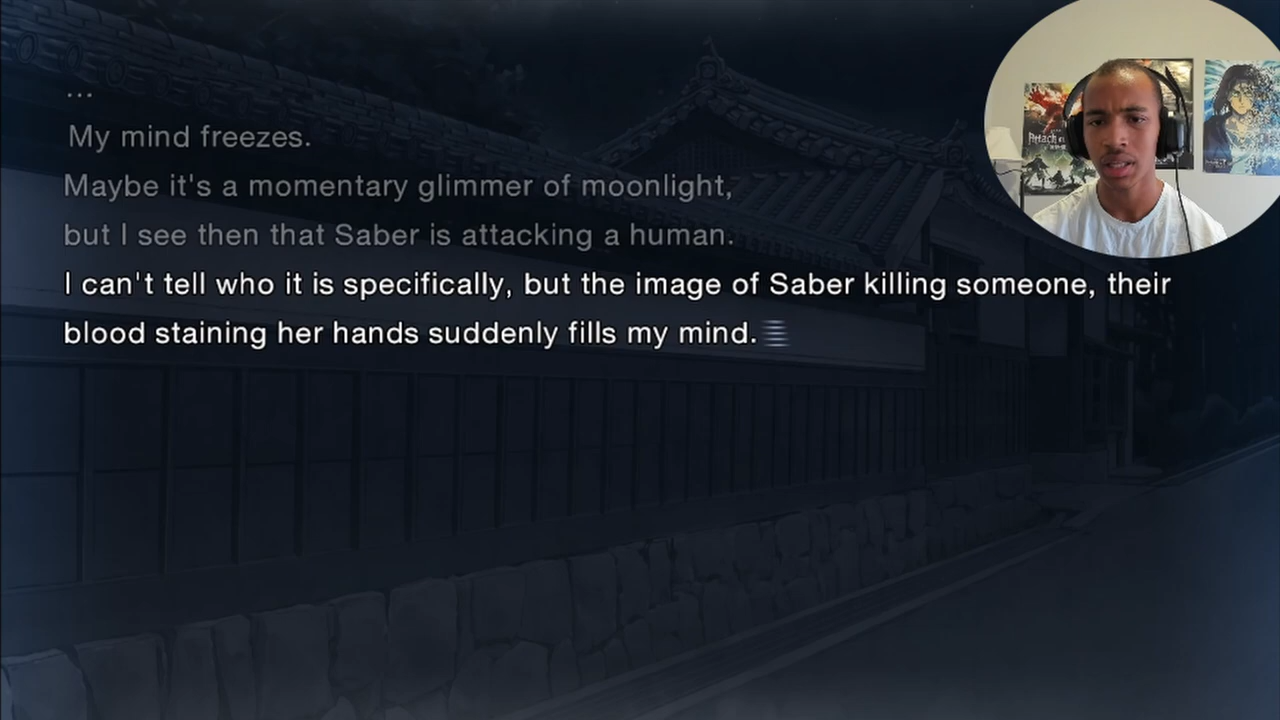 ...
My mind freezes.
Maybe it's a momentary glimmer of moonlight,
but I see then that Saber is attacking a human.
I can't tell who it is specifically, but the image of Saber killing someone, their
blood staining her hands suddenly fills my mind.
Attack